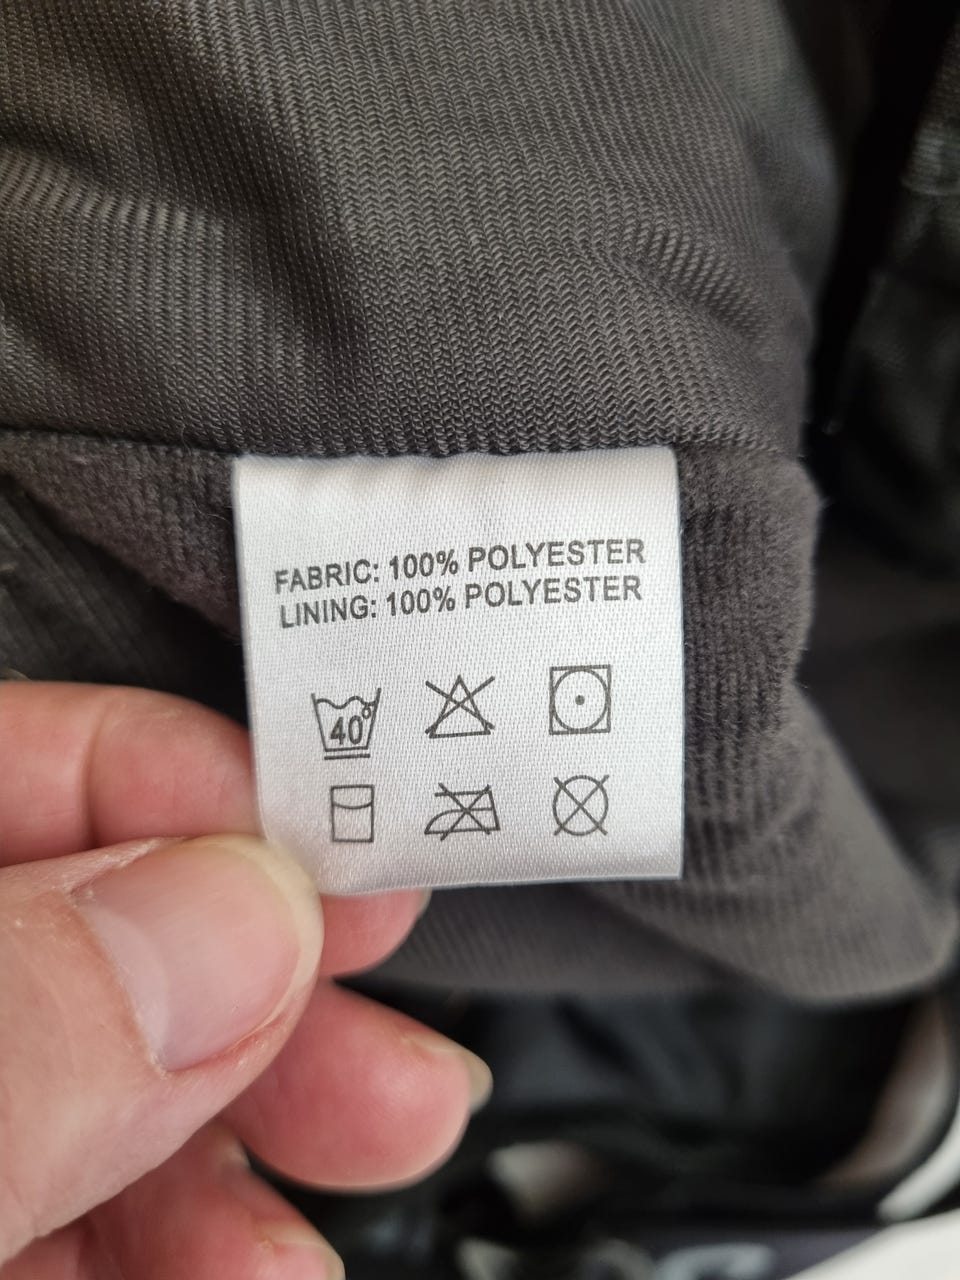 FABRIC: 100% POLYESTER
LINING: 100% POLYESTER
40°